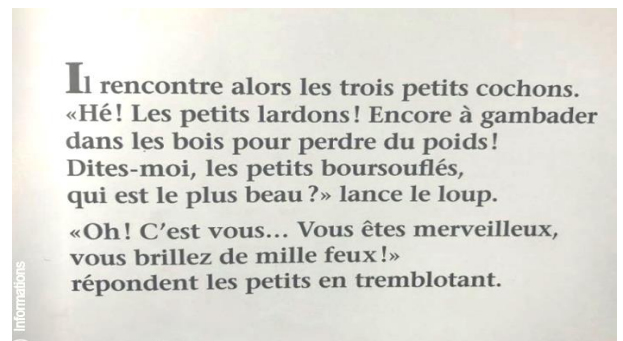 Il rencontre alors les trois petits cochons.
«Hé! Les petits lardons! Encore à gambader
dans les bois pour perdre du poids!
Dites-moi, les petits boursouflés,
qui est le plus beau?» lance le loup.
«Oh! C'est vous... Vous êtes merveilleux,
vous brillez de mille feux!»
répondent les petits en tremblotant.
Informations